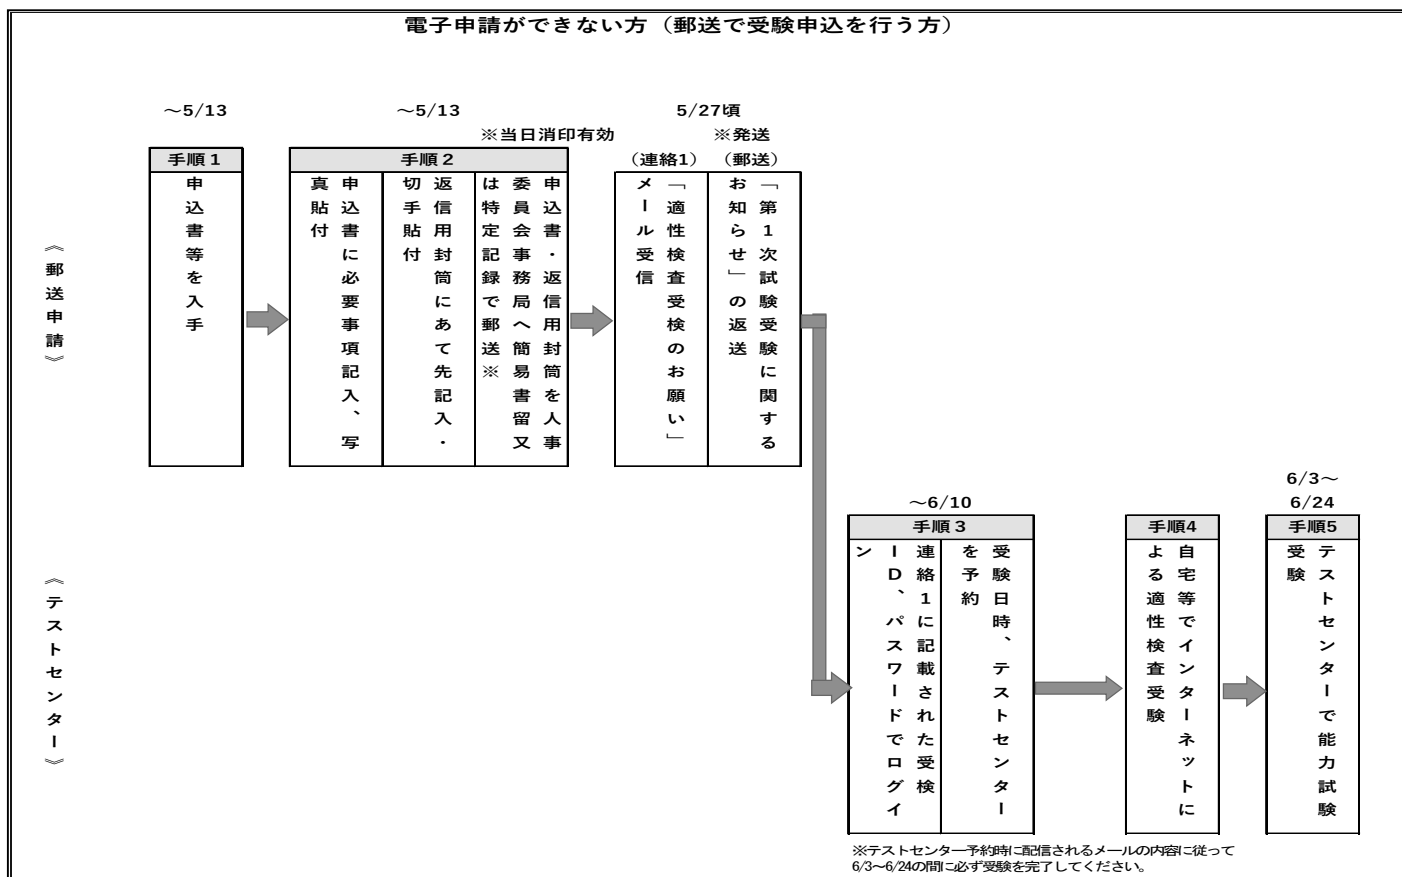 電子申請ができない方（郵送で受験申込を行う方）
～5/13
～5/13
※当日消印有効
5/27頃
※発送
（連絡1）
（郵送）
《郵送申請》
手順１
申込書等を入手
手順２
申込書に必要事項記入、写
真貼付
返信用封筒にあて先記入・
切手貼付
申込書・返信用封筒を人事
委員会事務局へ簡易書留又
は特定記録で郵送※
「適性検査受検のお願い」
メール受信
「第１次試験受験に関する
お知らせ」の返送
《テストセンター》
～6/10
手順３
連絡１に記載された受検
ＩＤ、パスワードでログイ
ン
受験日時、テストセンター
を予約
手順4
自宅等でインターネットに
よる適性検査受験
6/3～
6/24
手順5
テストセンターで能力試験
受験
※テストセンター予約時に配信されるメールの内容に従って
6/3～6/24の間に必ず受験を完了してください。